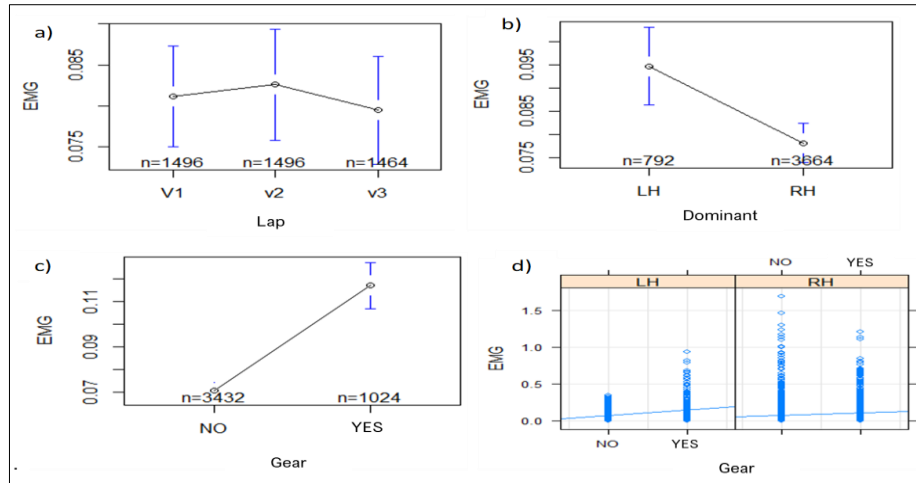 a)
EMG
0.085
0.075
n=1496 n=1496 n=1464
V1 v2 v3
Lap
b)
EMG
0.095
0.085
0.075
n=792 n=3664
LH RH
Dominant
c)
EMG
0.11
0.09
0.07
n=3432 n=1024
NO YES
Gear
d)
NO YES
LH RH
EMG
1.5
1.0
0.5
0.0
NO YES
Gear